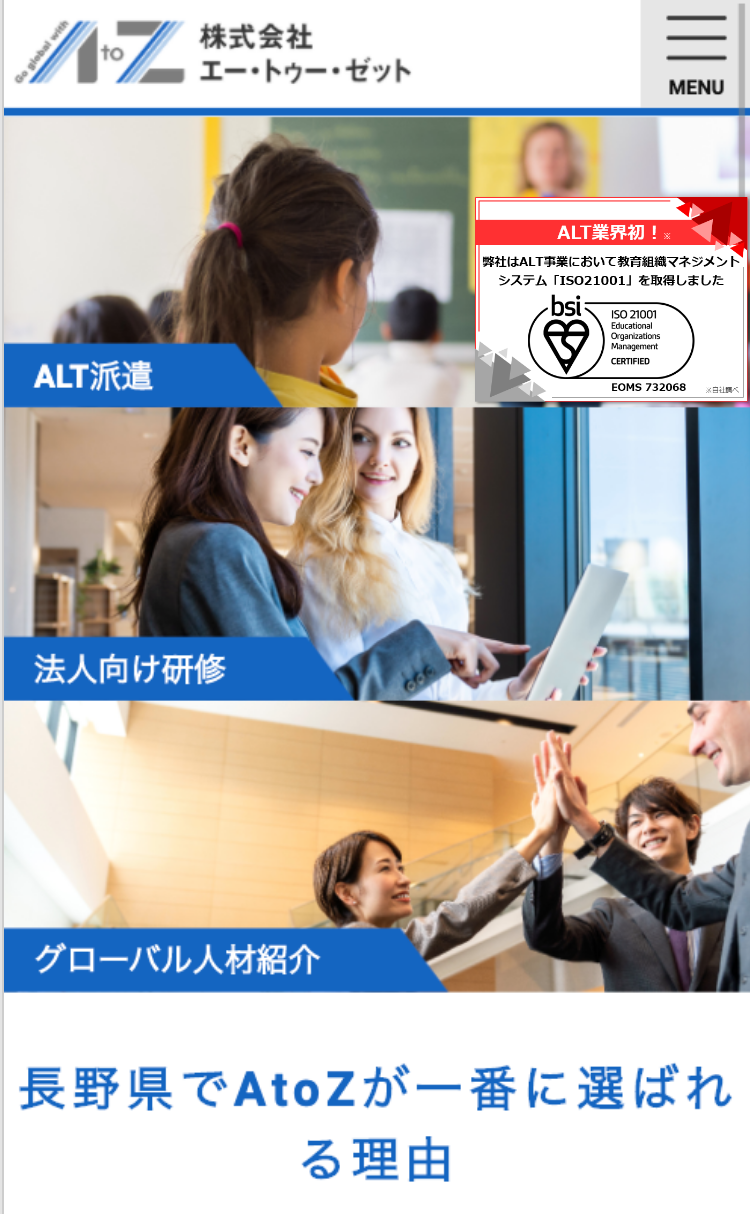 Go global with
AtoZ
株式会社
エー・トゥー・ゼット
MENU
ALT業界初！※
弊社はALT事業において教育組織マネジメント
システム「ISO21001」を取得しました
bsi
ISO 21001
Educational
Organizations
Management
CERTIFIED
EOMS 732068
※自社調べ
ALT派遣
法人向け研修
グローバル人材紹介
長野県でAtoZが一番に選ばれ
る理由